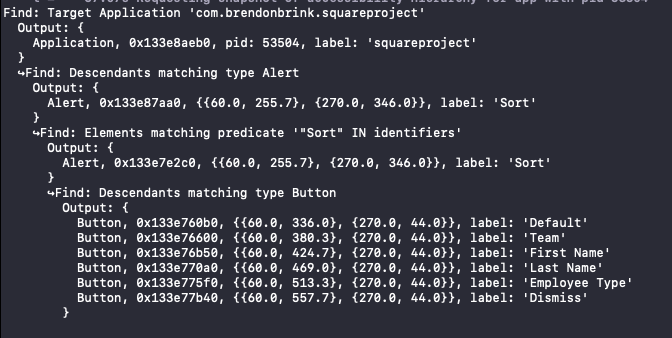 Find: Target Application 'com.brendonbrink.squareproject'
Output: {
Application, 0x133e8aeb0, pid: 53504, label: 'squareproject'
}
↪Find: Descendants matching type Alert
Output: {
Alert, 0x133e87aa0, {{60.0, 255.7}, {270.0, 346.0}}, label: 'Sort'
}
↪Find: Elements matching predicate '"Sort" IN identifiers'
Output: {
Alert, 0x133e7e2c0, {{60.0, 255.7}, {270.0, 346.0}}, label: 'Sort'
}
↪Find: Descendants matching type Button
Output: {
Button, 0x133e760b0, {{60.0, 336.0}, {270.0, 44.0}}, label: 'Default'
Button, 0x133e76600, {{60.0, 380.3}, {270.0, 44.0}}, label: 'Team'
Button, 0x133e76b50, {{60.0, 424.7}, {270.0, 44.0}}, label: 'First Name'
Button, 0x133e770a0, {{60.0, 469.0}, {270.0, 44.0}}, label: 'Last Name'
Button, 0x133e775f0, {{60.0, 513.3}, {270.0, 44.0}}, label: 'Employee Type'
Button, 0x133e77b40, {{60.0, 557.7}, {270.0, 44.0}}, label: 'Dismiss'
}